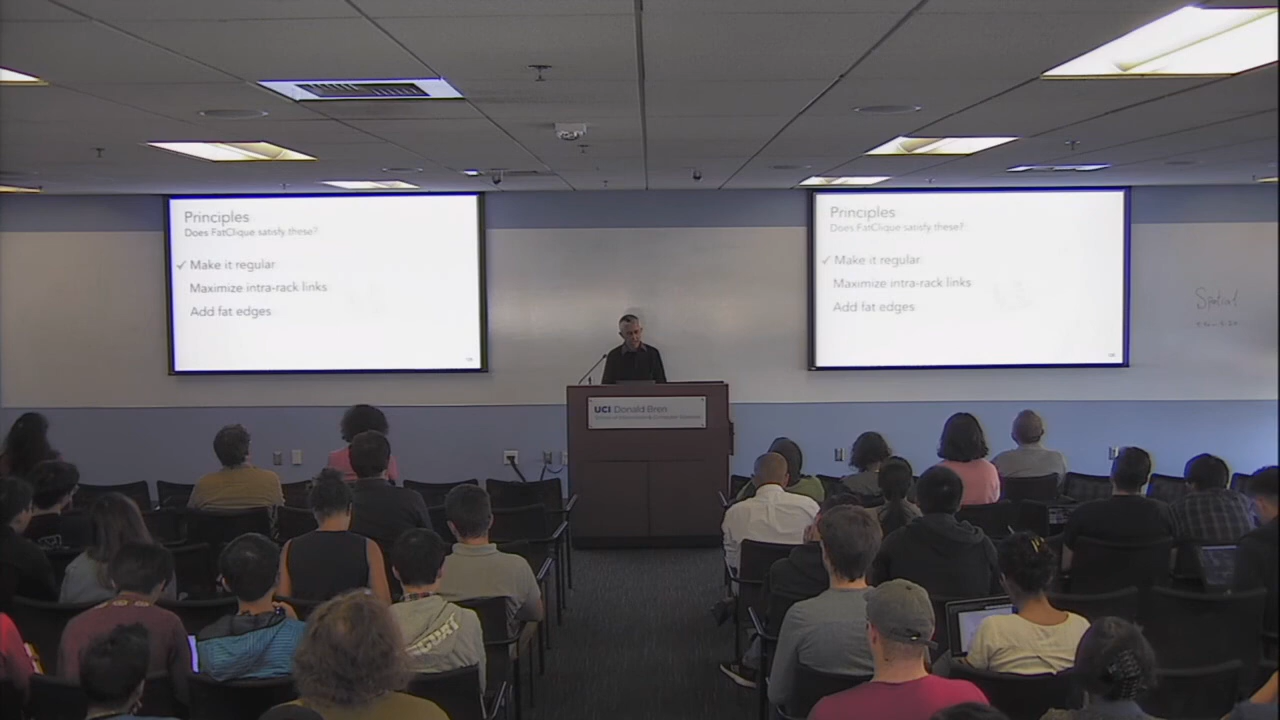 Principles
Does FatClique satisfy these?
✓ Make it regular
Maximize intra-rack links
Add fat edges
Principles
Does FatClique satisfy these?
✓ Make it regular
Maximize intra-rack links
Add fat edges
Spatial
UCI Donald Bren